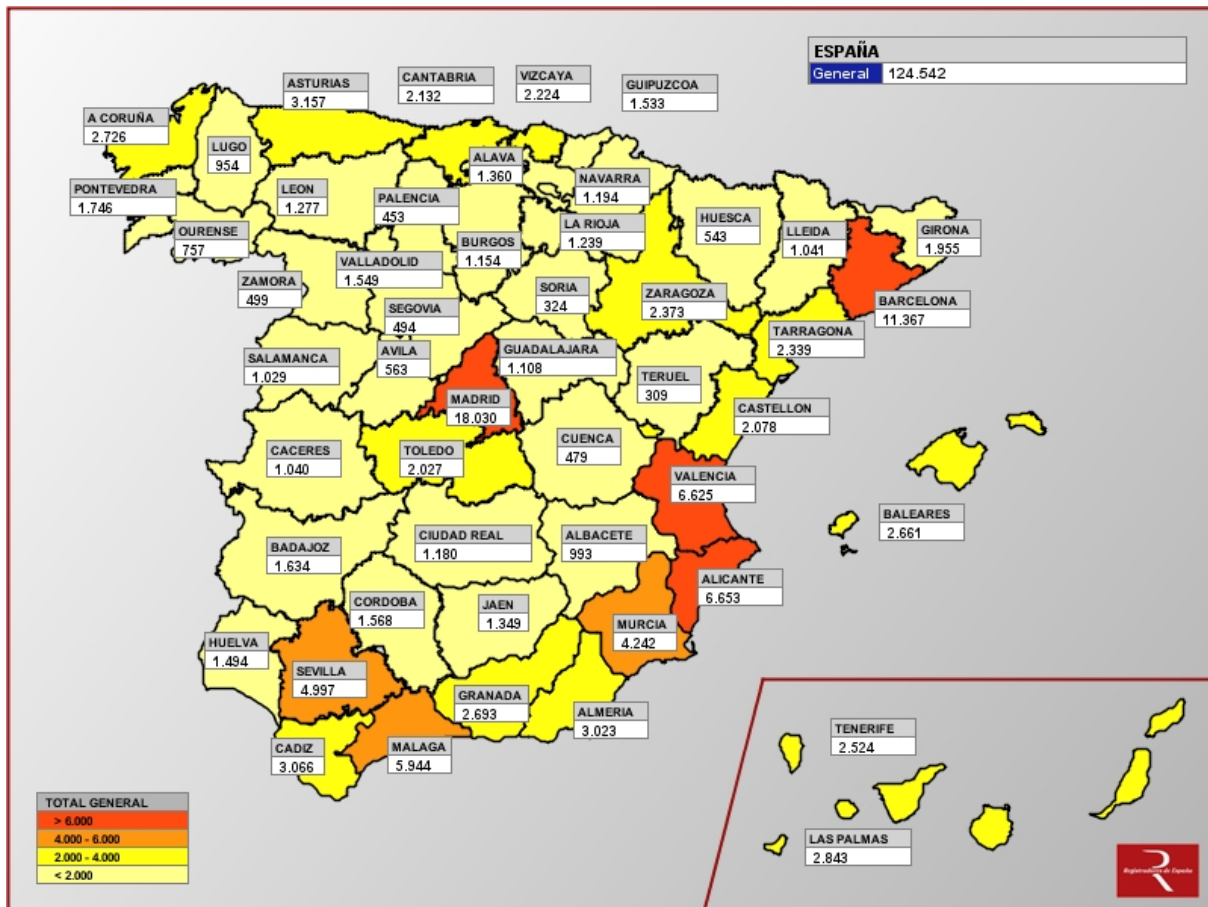 ESPAÑA
General 124.542
ASTURIAS
3.157
CANTABRIA
2.132
VIZCAYA
2.224
GUIPUZCOA
1.533
A CORUÑA
2.726
LUGO
954
ALAVA
1.360
PONTEVEDRA
1.746
LEON
1.277
PALENCIA
453
NAVARRA
1.194
OURENSE
757
BURGOS
1.154
LA RIOJA
1.239
HUESCA
543
LLEIDA
1.041
GIRONA
1.955
ZAMORA
499
VALLADOLID
1.549
SORIA
324
ZARAGOZA
2.373
BARCELONA
11.367
SEGOVIA
494
TARRAGONA
2.339
SALAMANCA
1.029
AVILA
563
GUADALAJARA
1.108
TERUEL
309
MADRID
18.030
CASTELLON
2.078
CACERES
1.040
TOLEDO
2.027
CUENCA
479
VALENCIA
6.625
BALEARES
2.661
BADAJOZ
1.634
CIUDAD REAL
1.180
ALBACETE
993
ALICANTE
6.653
CORDOBA
1.568
JAEN
1.349
MURCIA
4.242
HUELVA
1.494
SEVILLA
4.997
GRANADA
2.693
ALMERIA
3.023
CADIZ
3.066
MALAGA
5.944
TENERIFE
2.524
LAS PALMAS
2.843
TOTAL GENERAL
> 6.000
4.000 - 6.000
2.000 - 4.000
< 2.000
Registradores de España